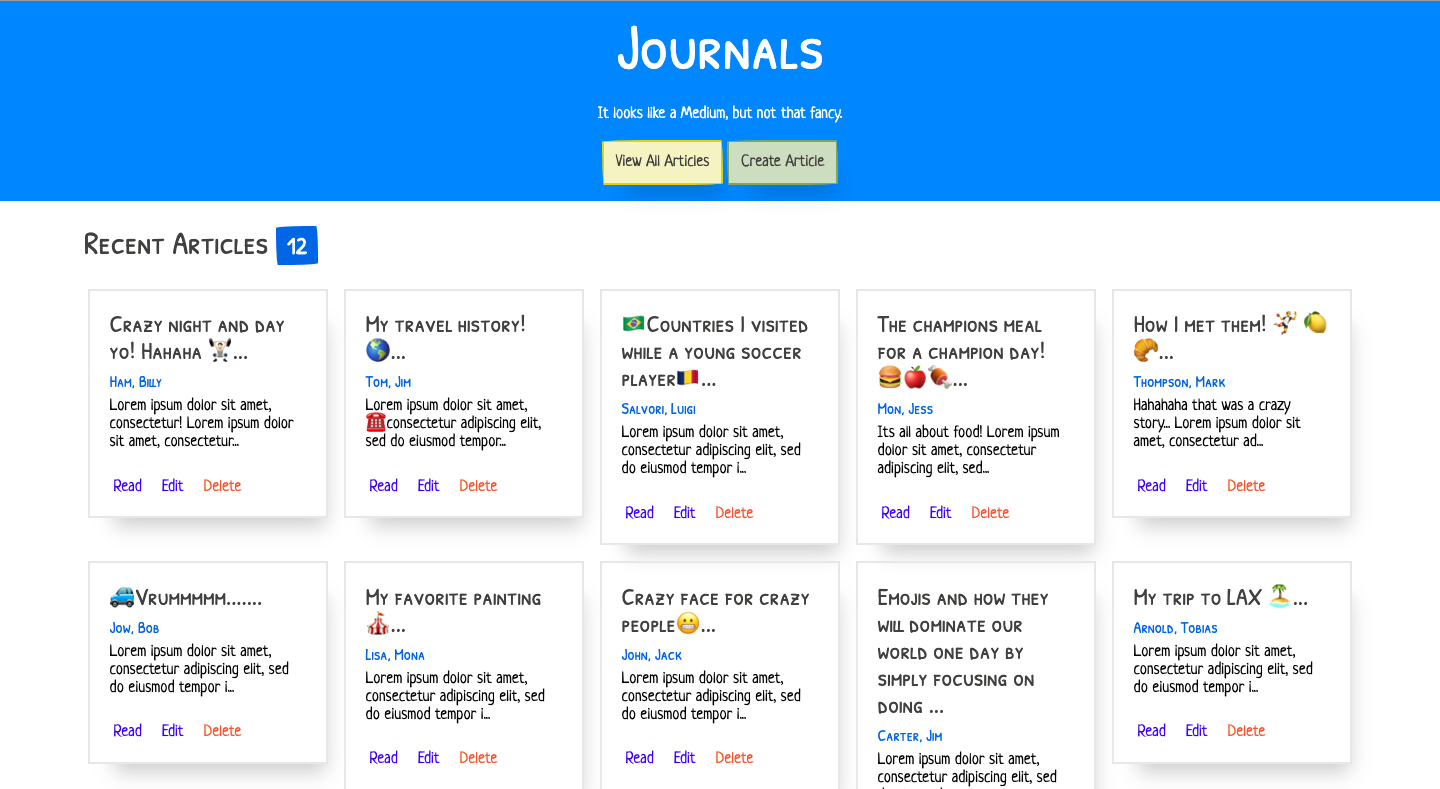 Journals
It looks like a Medium, but not that fancy.
View All Articles
Create Article
Recent Articles 12
Crazy night and day
yo! Hahaha 🏋...
Ham, Billy
Lorem ipsum dolor sit amet,
consectetur! Lorem ipsum dolor
sit amet, consectetur...
Read Edit Delete
My travel history!
🌎...
Tom, Jim
Lorem ipsum dolor sit amet,
☎️consectetur adipiscing elit,
sed do eiusmod tempor...
Read Edit Delete
🇧🇷Countries I visited
while a young soccer
player🇷🇴...
Salvori, Luigi
Lorem ipsum dolor sit amet,
consectetur adipiscing elit, sed
do eiusmod tempor i...
Read Edit Delete
The champions meal
for a champion day!
🍔🍎🍖...
Mon, Jess
Its all about food! Lorem ipsum
dolor sit amet, consectetur
adipiscing elit, sed...
Read Edit Delete
How I met them! 🤾 🍋
🥐...
Thompson, Mark
Hahahaha that was a crazy
story... Lorem ipsum dolor sit
amet, consectetur ad...
Read Edit Delete
🚙Vrummmmm.......
Jow, Bob
Lorem ipsum dolor sit amet,
consectetur adipiscing elit, sed
do eiusmod tempor i...
Read Edit Delete
My favorite painting
🎪...
Lisa, Mona
Lorem ipsum dolor sit amet,
consectetur adipiscing elit, sed
do eiusmod tempor i...
Read Edit Delete
Crazy face for crazy
people😬...
John, Jack
Lorem ipsum dolor sit amet,
consectetur adipiscing elit, sed
do eiusmod tempor i...
Read Edit Delete
Emojis and how they
will dominate our
world one day by
simply focusing on
doing ...
Carter, Jim
Lorem ipsum dolor sit amet,
consectetur adipiscing elit, sed
My trip to LAX 🏝...
Arnold, Tobias
Lorem ipsum dolor sit amet,
consectetur adipiscing elit, sed
do eiusmod tempor i...
Read Edit Delete